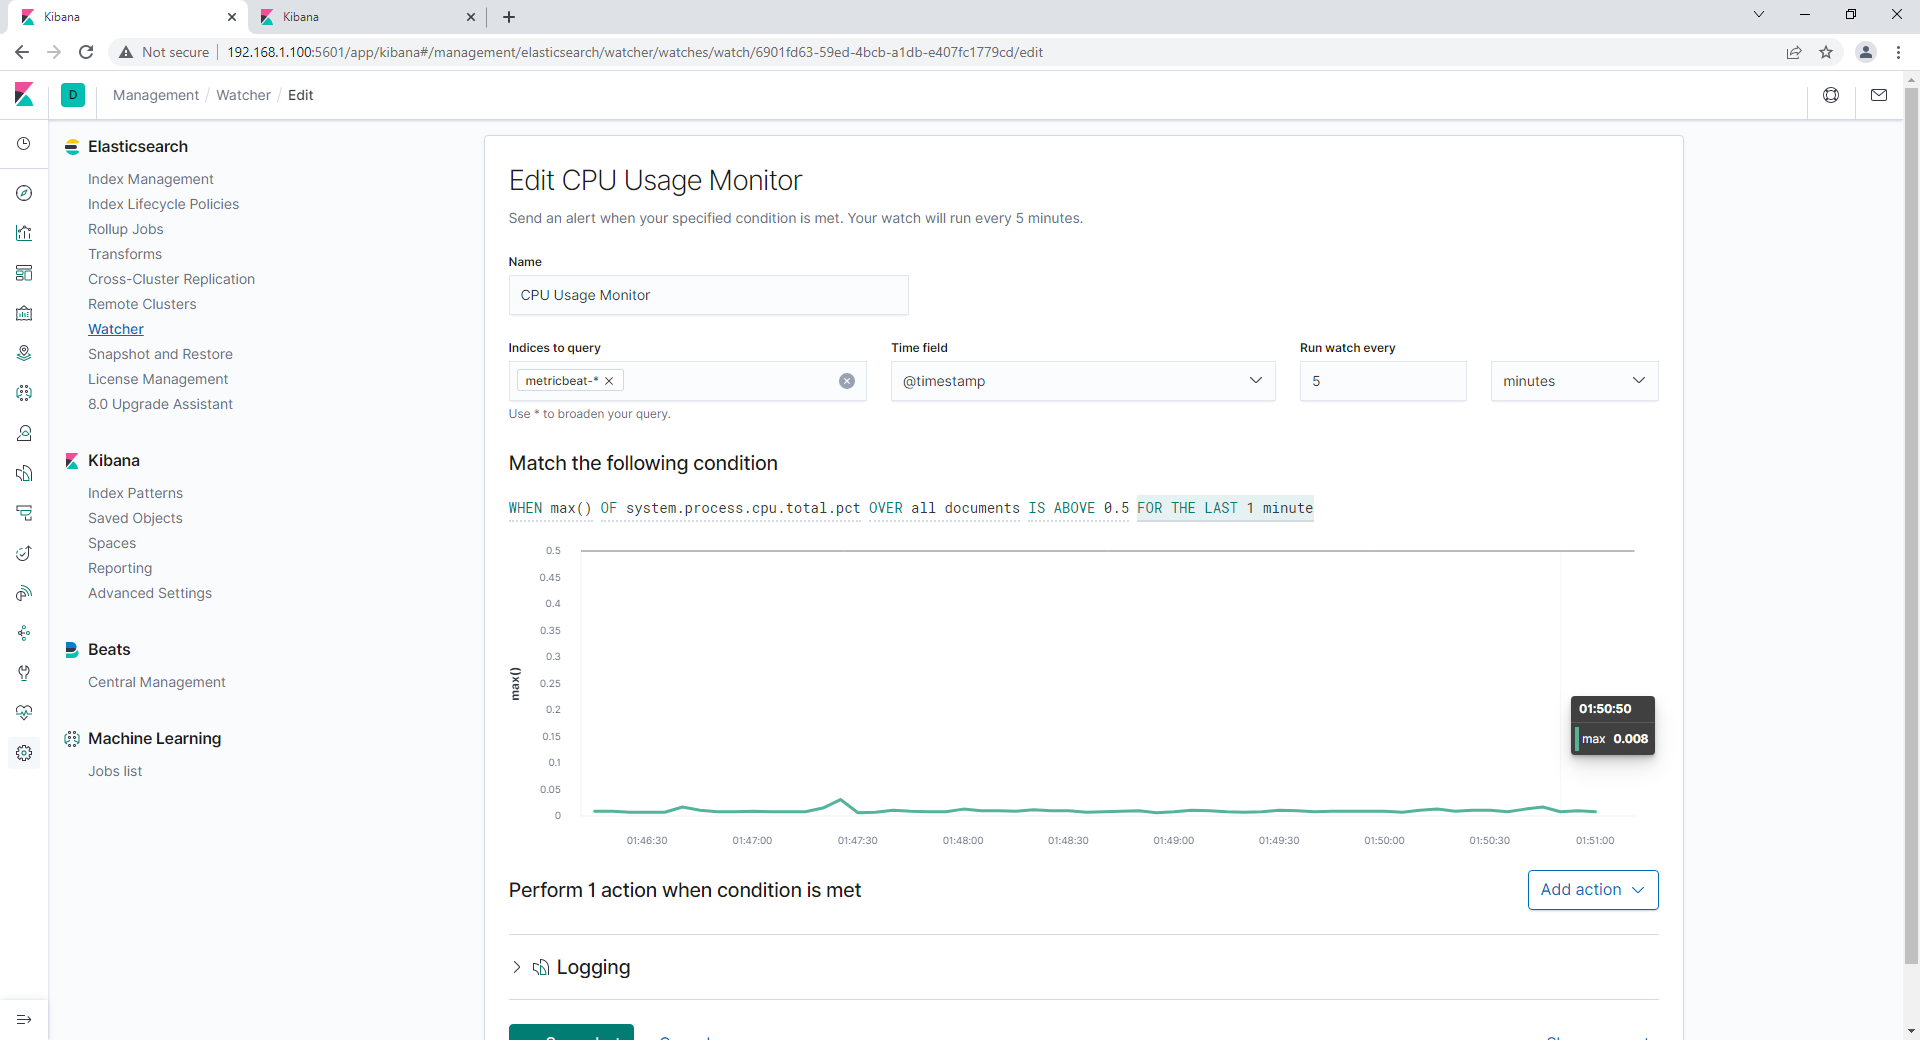 Kibana
Kibana
Not secure
192.168.1.100:5601/app/kibana#/management/elasticsearch/watcher/watches/watch/6901fd63-59ed-4bcb-a1db-e407fc1779cd/edit
D
Management / Watcher / Edit
Elasticsearch
Index Management
Index Lifecycle Policies
Rollup Jobs
Transforms
Cross-Cluster Replication
Remote Clusters
Watcher
Snapshot and Restore
License Management
8.0 Upgrade Assistant
Kibana
Index Patterns
Saved Objects
Spaces
Reporting
Advanced Settings
Beats
Central Management
Machine Learning
Jobs list
Edit CPU Usage Monitor
Send an alert when your specified condition is met. Your watch will run every 5 minutes.
Name
CPU Usage Monitor
Indices to query
metricbeat-*
Use * to broaden your query.
Time field
@timestamp
Run watch every
5
minutes
Match the following condition
WHEN max() OF system.process.cpu.total.pct OVER all documents IS ABOVE 0.5 FOR THE LAST 1 minute
max()
0.5
0.45
0.4
0.35
0.3
0.25
0.2
0.15
0.1
0.05
0
01:50:50
max 0.008
01:46:30 01:47:00 01:47:30 01:48:00 01:48:30 01:49:00 01:49:30 01:50:00 01:50:30 01:51:00
Perform 1 action when condition is met
Add action
Logging